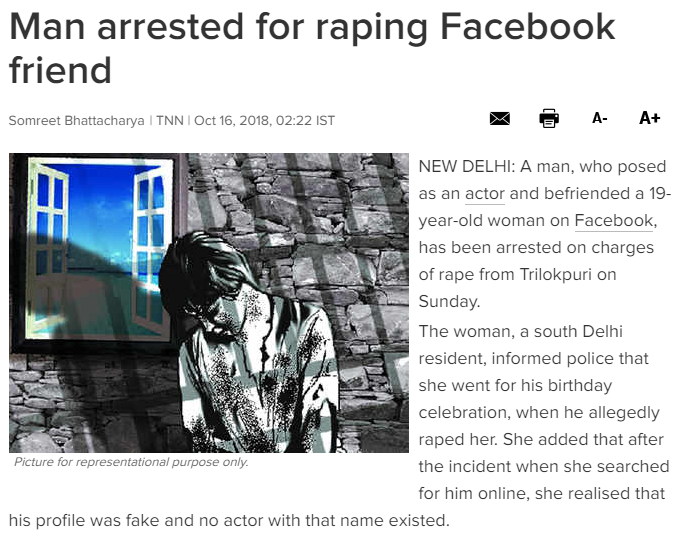 Man arrested for raping Facebook
friend
Somreet Bhattacharya | TNN | Oct 16, 2018, 02:22 IST
A- A+
NEW DELHI: A man, who posed
as an actor and befriended a 19-
year-old woman on Facebook,
has been arrested on charges
of rape from Trilokpuri on
Sunday.
The woman, a south Delhi
resident, informed police that
she went for his birthday
celebration, when he allegedly
raped her. She added that after
the incident when she searched
for him online, she realised that
his profile was fake and no actor with that name existed.
Picture for representational purpose only.